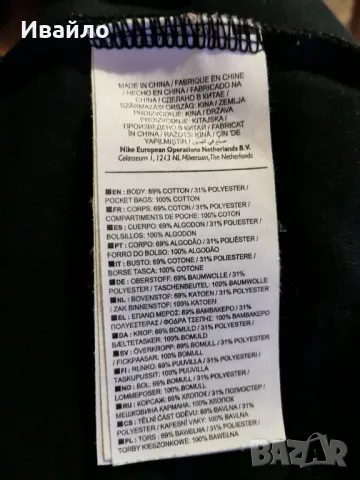 Ивайло
MADE IN CHINA / FABRIQUE EN CHINE
/ HECHO EN CHINA / FABRICADO NA
CHINA / СДЕЛАНО В КИТАЕ /
SZÁRMAZÁSI ORSZÁG: KÍNA / ZEMLJA
PROIZVODNJE: KINA / DRŽAVA
PROIZVODNJE: KITAJSKA /
ПРОИЗВЕДЕНО В КИТАЙ / FABRICAT
ÎN CHINA / RAŽOTS ĶĪNĀ / ÇİN 'DE
YAPILMIŞTIR / صنع في الصين
Nike European Operations Netherlands B.V.
Colosseum 1, 1213 NL Hilversum, The Netherlands
EN: BODY: 69% COTTON / 31% POLYESTER /
POCKET BAGS: 100% COTTON
FR: CORPS: 69% COTON / 31% POLYESTER /
COMPARTIMENTS DE POCHE: 100% COTON
ES: CUERPO: 69% ALGODÓN / 31% POLIÉSTER /
BOLSILLOS: 100% ALGODÓN
PT: CORPO: 69% ALGODÃO / 31% POLIÉSTER /
FORRO DO BOLSO: 100% ALGODÃO
IT: BUSTO: 69% COTONE / 31% POLIESTERE /
BORSE TASCA: 100% COTONE
DE: OBERSTOFF: 69% BAUMWOLLE / 31%
POLYESTER / TASCHENBEUTEL: 100% BAUMWOLLE
NL: BOVENSTOF: 69% KATOEN / 31% POLYESTER
/ ZAK BINNENSTOF: 100% KATOEN
EL: ΕΠΑΝΩ ΜΕΡΟΣ: 69% ΒΑΜΒΑΚΕΡΟ / 31%
ΠΟΛΥΕΣΤΕΡΑΣ / ΦΟΔΡΑ ΤΣΕΠΗΣ: 100% ΒΑΜΒΑΚΕΡΟ
DA: KROP: 69% BOMULD / 31% POLYESTER /
BÆLTETASKER: 100% BOMULD
SV: ÖVERKROPP: 69% BOMULL / 31% POLYESTER
/ FICKPÅSAR: 100% BOMULL
FI: RUNKO: 69% PUUVILLA / 31% POLYESTERI /
TASKUPUSSIT: 100% PUUVILLA
NO: BOL: 69% BOMULL / 31% POLYESTER /
LOMMEPOSER: 100% BOMULL
RU: КОРСАЖ: 69% ХЛОПОК / 31% ПОЛИЭСТЕР /
МЕШКОВИНА КАРМАНА: 100% ХЛОПОК
CS: TĚLNÍ ČÁST ODĚVU: 69% BAVLNA / 31%
POLYESTER / KAPESNÍ VAKY: 100% BAVLNA
PL: TORS: 69% BAWEŁNA / 31% POLIESTER /
TORBY KIESZONKOWE: 100% BAWEŁNA
BAZAR